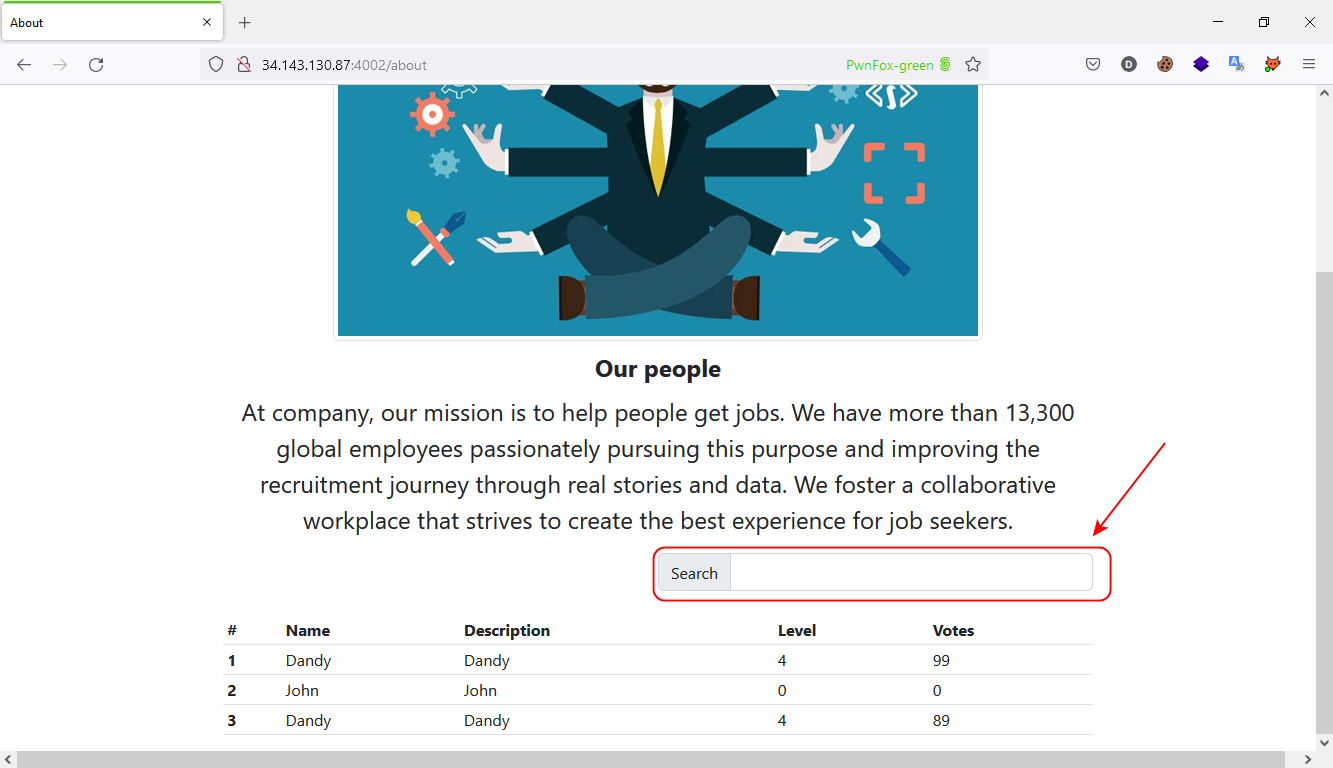 About
34.143.130.87:4002/about
PwnFox-green
D
A
Our people
At company, our mission is to help people get jobs. We have more than 13,300
global employees passionately pursuing this purpose and improving the
recruitment journey through real stories and data. We foster a collaborative
workplace that strives to create the best experience for job seekers.
Search
# Name Description Level Votes
1 Dandy Dandy 4 99
2 John John 0 0
3 Dandy Dandy 4 89